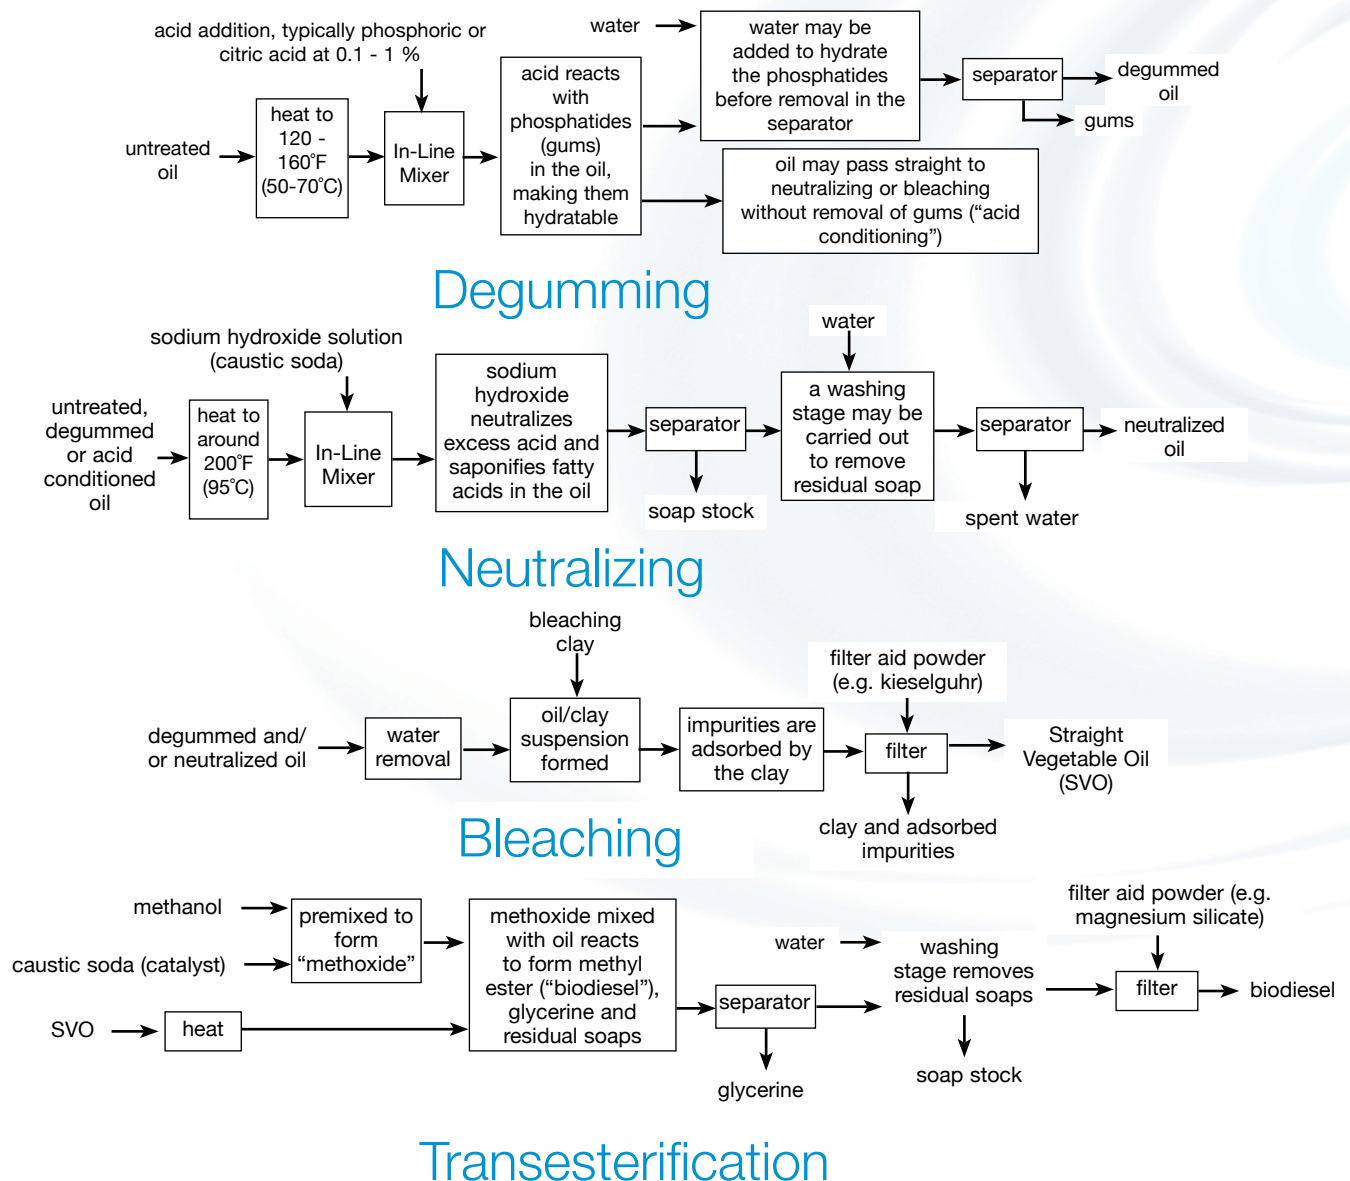 acid addition, typically phosphoric or
citric acid at 0.1 - 1 %
untreated
oil
heat to
120 -
160°F
(50-70°C)
In-Line
Mixer
acid reacts
with
phosphatides
(gums)
in the oil,
making them
hydratable
water
water may be
added to hydrate
the phosphatides
before removal in the
separator
separator
degummed
oil
gums
oil may pass straight to
neutralizing or bleaching
without removal of gums (“acid
conditioning”)
Degumming
sodium hydroxide solution
(caustic soda)
untreated,
degummed
or acid
conditioned
oil
heat to
around
200°F
(95°C)
In-Line
Mixer
sodium
hydroxide
neutralizes
excess acid and
saponifies fatty
acids in the oil
separator
soap stock
water
a washing
stage may be
carried out
to remove
residual soap
separator
spent water
neutralized
oil
Neutralizing
degummed and/
or neutralized oil
water
removal
bleaching
clay
oil/clay
suspension
formed
impurities are
adsorbed by
the clay
filter aid powder
(e.g. kieselguhr)
filter
clay and adsorbed
impurities
Straight
Vegetable Oil
(SVO)
Bleaching
methanol
caustic soda (catalyst)
premixed to
form
“methoxide”
SVO
heat
methoxide mixed
with oil reacts
to form methyl
ester (“biodiesel”),
glycerine and
residual soaps
separator
glycerine
water
washing
stage removes
residual soaps
soap stock
filter aid powder (e.g.
magnesium silicate)
filter
biodiesel
Transesterification